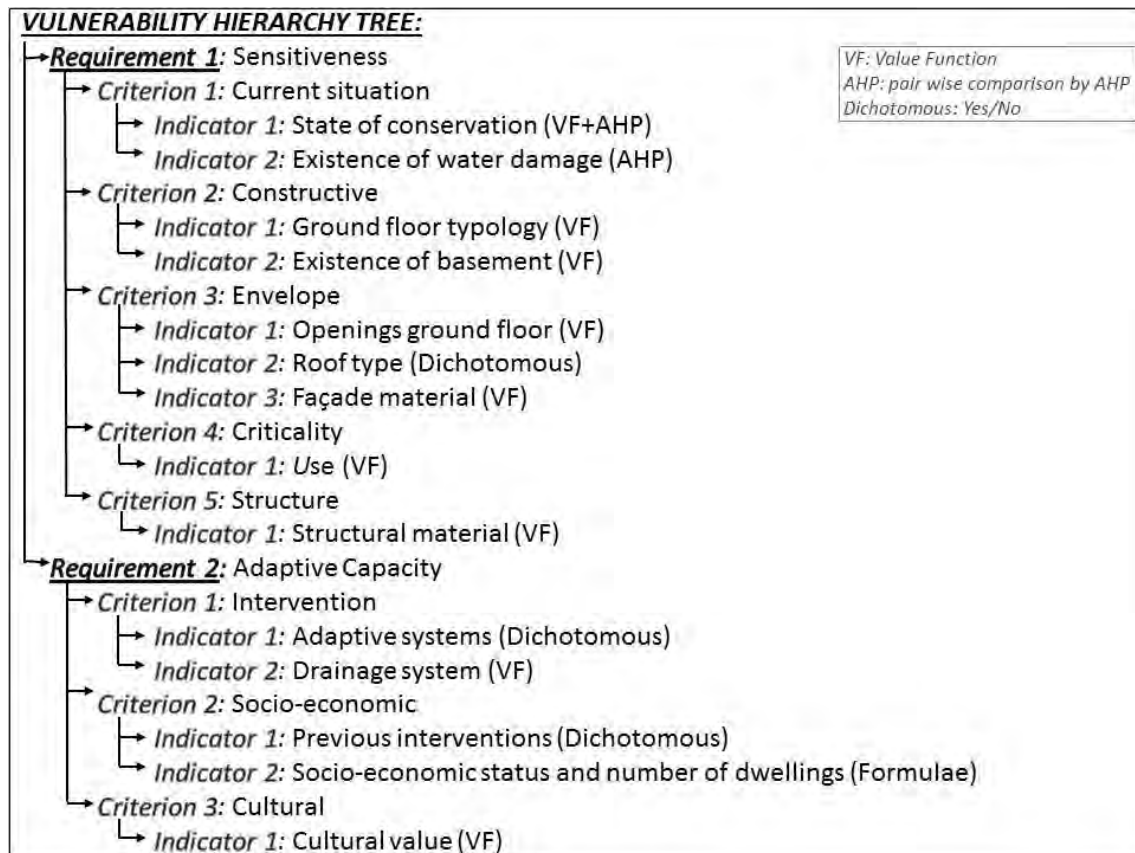 VULNERABILITY HIERARCHY TREE:
Requirement 1: Sensitiveness
VF: Value Function
AHP: pair wise comparison by AHP
Dichotomous: Yes/No
Criterion 1: Current situation
Indicator 1: State of conservation (VF+AHP)
Indicator 2: Existence of water damage (AHP)
Criterion 2: Constructive
Indicator 1: Ground floor typology (VF)
Indicator 2: Existence of basement (VF)
Criterion 3: Envelope
Indicator 1: Openings ground floor (VF)
Indicator 2: Roof type (Dichotomous)
Indicator 3: Façade material (VF)
Criterion 4: Criticality
Indicator 1: Use (VF)
Criterion 5: Structure
Indicator 1: Structural material (VF)
Requirement 2: Adaptive Capacity
Criterion 1: Intervention
Indicator 1: Adaptive systems (Dichotomous)
Indicator 2: Drainage system (VF)
Criterion 2: Socio-economic
Indicator 1: Previous interventions (Dichotomous)
Indicator 2: Socio-economic status and number of dwellings (Formulae)
Criterion 3: Cultural
Indicator 1: Cultural value (VF)